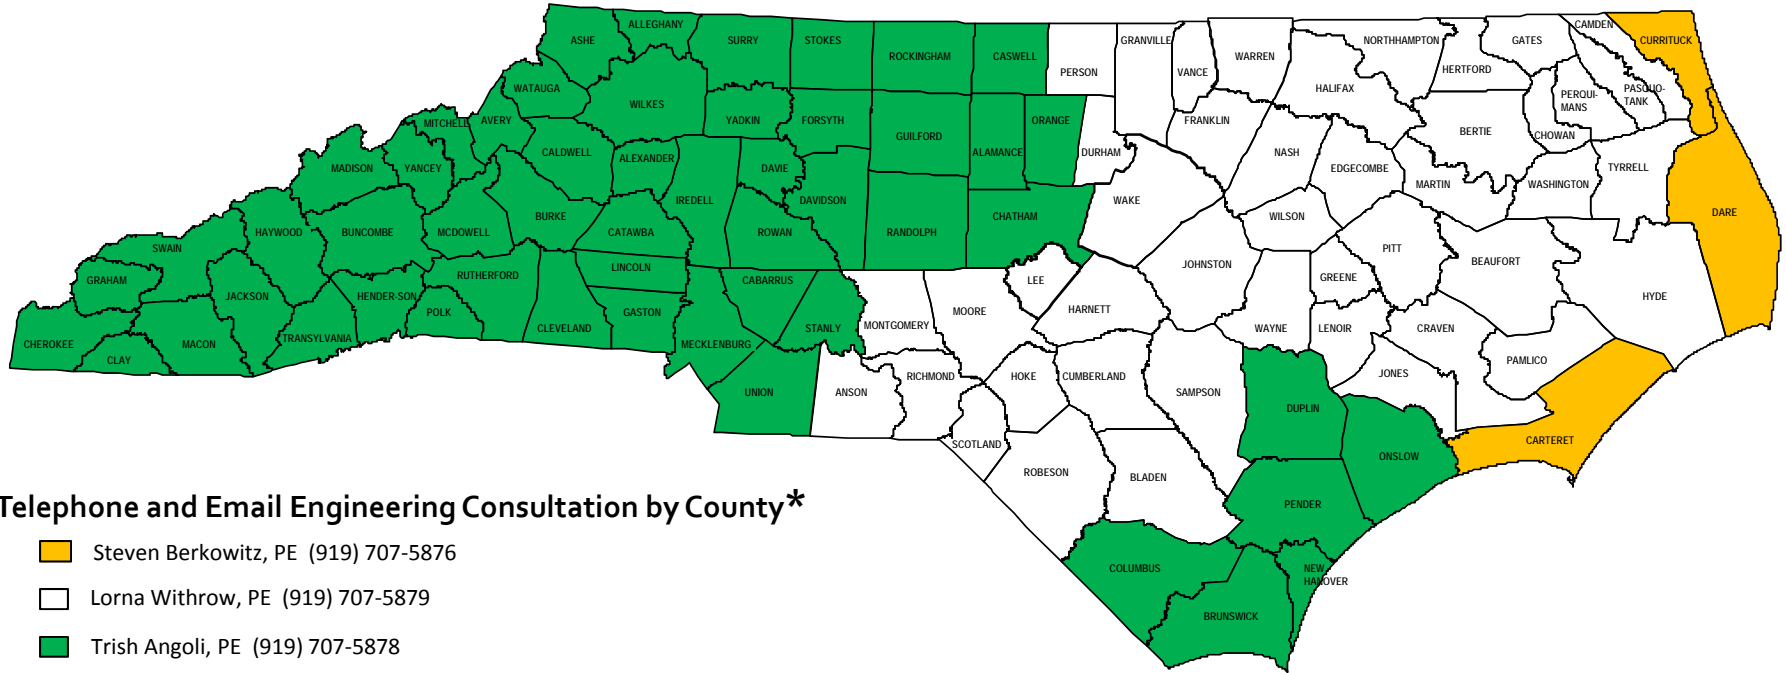 ALLEGHANY
ASHE
SURRY
STOKES
ROCKINGHAM
CASWELL
PERSON
GRANVILLE
VANCE
WARREN
NORTHHAMPTON
GATES
CAMDEN
CURRITUCK
HERTFORD
HALIFAX
WATAUGA
WILKES
YADKIN
FORSYTH
GUILFORD
ALAMANCE
ORANGE
DURHAM
FRANKLIN
NASH
EDGECOMBE
BERTIE
CHOWAN
PERQUI-
MANS
PASQUO-
TANK
MITCHELL
AVERY
CALDWELL
ALEXANDER
DAVIE
MADISON
YANCEY
IREDELL
DAVIDSON
WAKE
MARTIN
WASHINGTON
TYRRELL
DARE
HAYWOOD
BUNCOMBE
MCDOWELL
BURKE
CATAWBA
ROWAN
RANDOLPH
CHATHAM
WILSON
PITT
BEAUFORT
SWAIN
GRAHAM
JACKSON
HENDER-SON
RUTHERFORD
LINCOLN
CABARRUS
LEE
JOHNSTON
GREENE
HYDE
CHEROKEE
CLAY
MACON
TRANSYLVANIA
POLK
CLEVELAND
GASTON
MECKLENBURG
STANLY
MONTGOMERY
MOORE
HARNETT
WAYNE
LENOIR
CRAVEN
PAMLICO
UNION
ANSON
RICHMOND
HOKE
CUMBERLAND
SAMPSON
JONES
DUPLIN
SCOTLAND
ROBESON
BLADEN
ONSLOW
CARTERET
PENDER
COLUMBUS
NEW
HANOVER
BRUNSWICK
Telephone and Email Engineering Consultation by County*
Steven Berkowitz, PE (919) 707-5876
Lorna Withrow, PE (919) 707-5879
Trish Angoli, PE (919) 707-5878